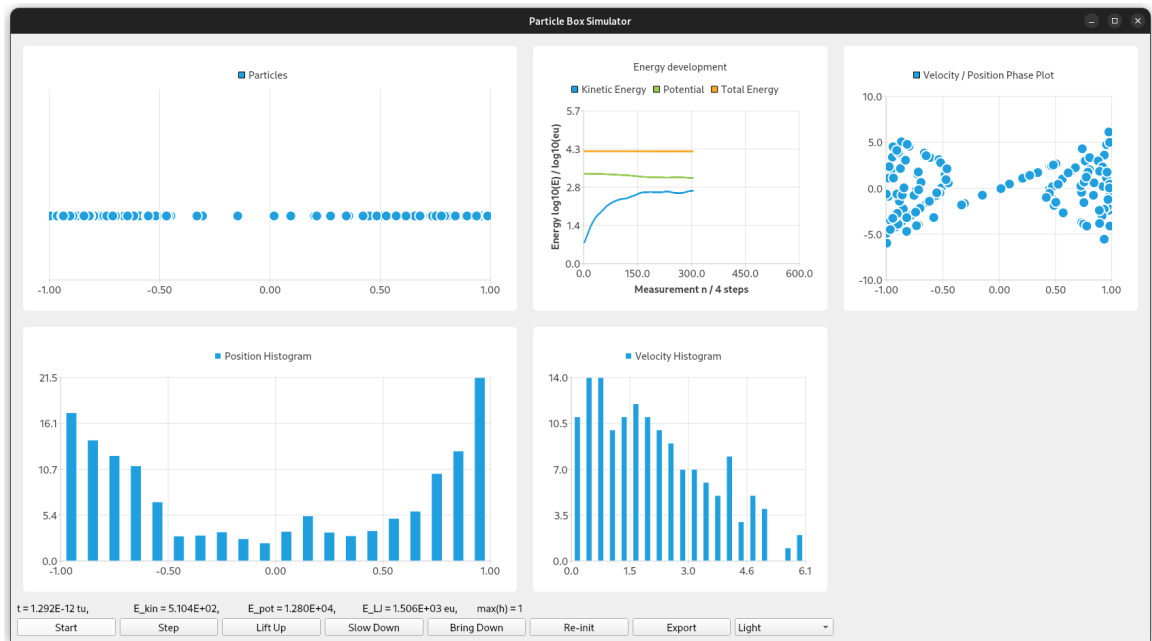 Particle Box Simulator
Particles
-1.00 -0.50 0.00 0.50 1.00
Energy development
Kinetic Energy Potential Total Energy
Energy log10(E) / log10(eu)
5.7
4.3
2.8
1.4
0.0
0.0 150.0 300.0 450.0 600.0
Measurement n / 4 steps
Velocity / Position Phase Plot
10.0
5.0
0.0
-5.0
-10.0
-1.00 -0.50 0.00 0.50 1.00
Position Histogram
21.5
16.1
10.7
5.4
0.0
-1.00 -0.50 0.00 0.50 1.00
Velocity Histogram
14.0
10.5
7.0
3.5
0.0
0.0 1.5 3.0 4.6 6.1
t = 1.292E-12 tu, E_kin = 5.104E+02, E_pot = 1.280E+04, E_LJ = 1.506E+03 eu, max(h) = 1
Start Step Lift Up Slow Down Bring Down Re-init Export Light